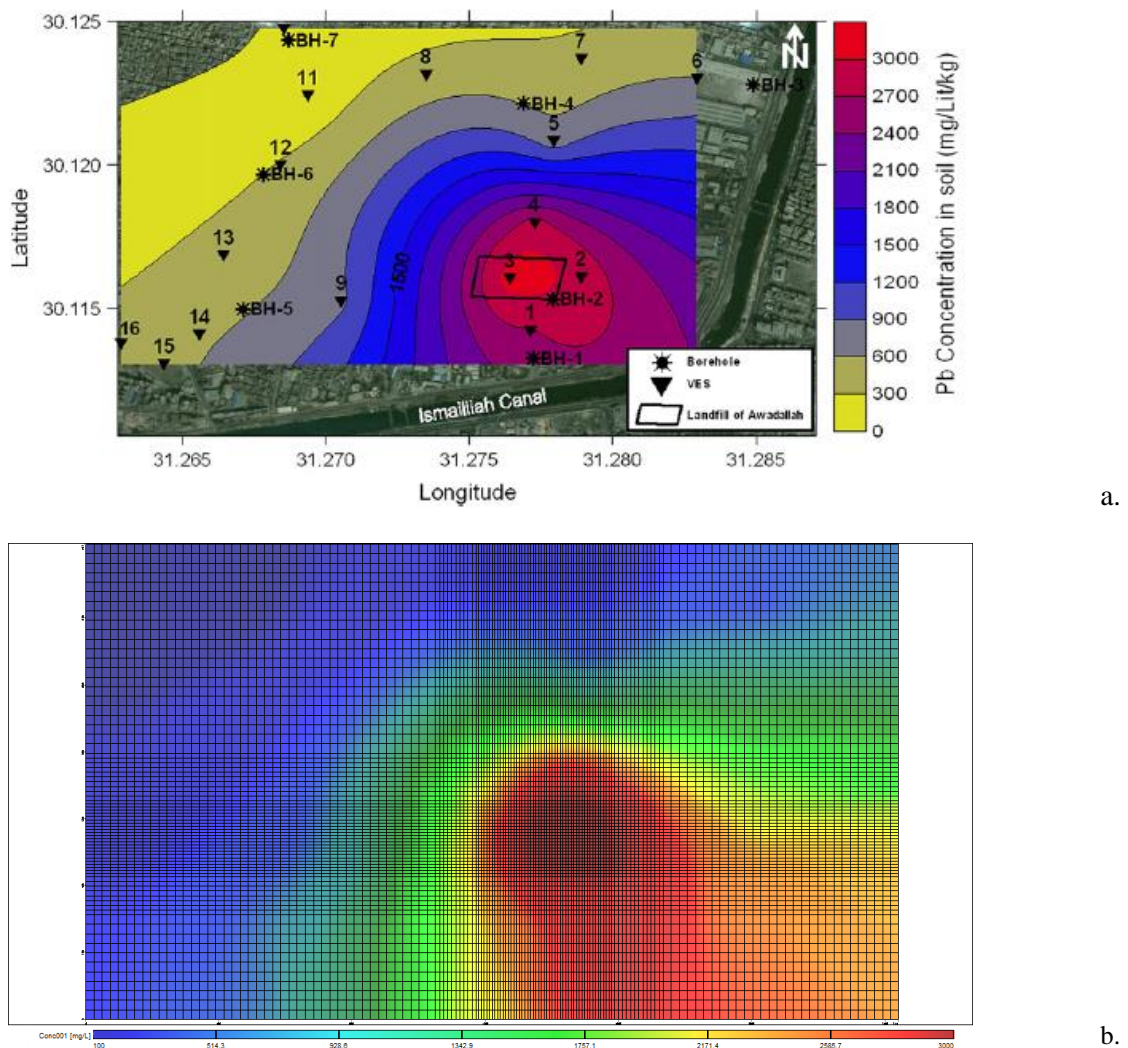 30.125
30.120
30.115
Latitude
31.265 31.270 31.275 31.280 31.285
Longitude
BH-7
8
7
6
N
BH-3
11
BH-4
5
12
BH-6
4
13
1500
3
2
9
BH-2
BH-5
1
14
16
15
BH-1
Ismailliah Canal
Borehole
VES
Landfill of Awadallah
3000
2700
2400
2100
1800
1500
1200
900
600
300
0
Pb Concentration in soil (mg/Lit/kg)
a.
Conc001 [mg/L]
100 514.3 928.6 1342.9 1757.1 2171.4 2585.7 3000
b.